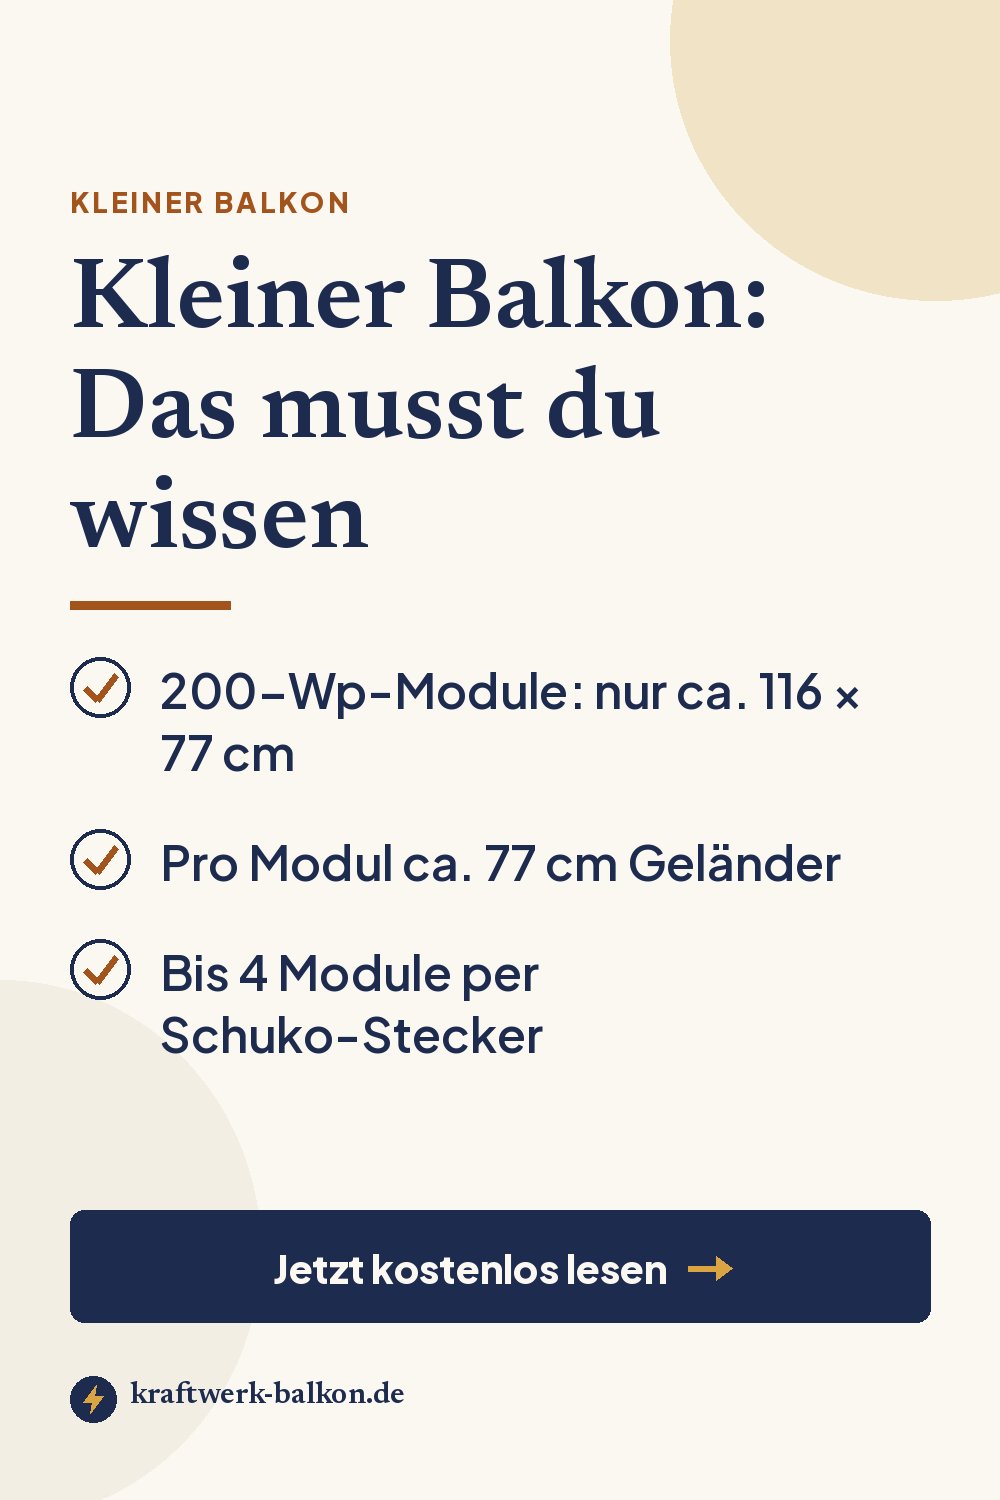 KLEINER BALKON
Kleiner Balkon:
Das musst du
wissen
200-Wp-Module: nur ca. 116 ×
77 cm
Pro Modul ca. 77 cm Geländer
Bis 4 Module per
Schuko-Stecker
Jetzt kostenlos lesen →
kraftwerk-balkon.de